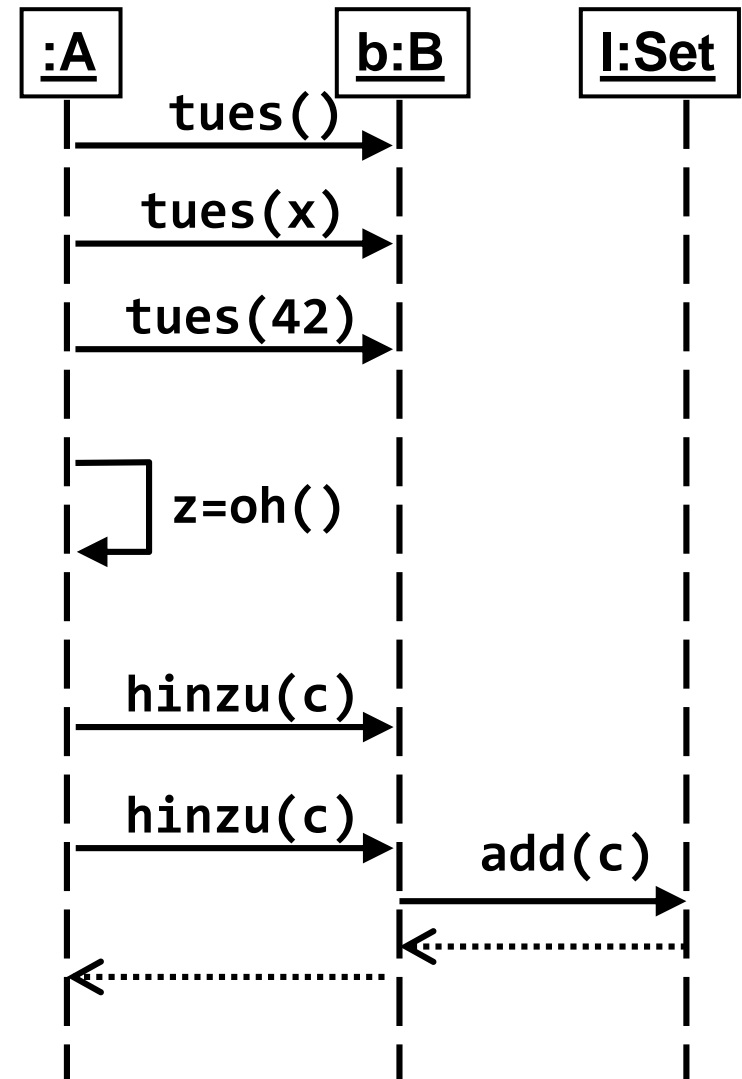 :A
b:B
l:Set
tues()
tues(x)
tues(42)
z=oh()
hinzu(c)
hinzu(c)
add(c)